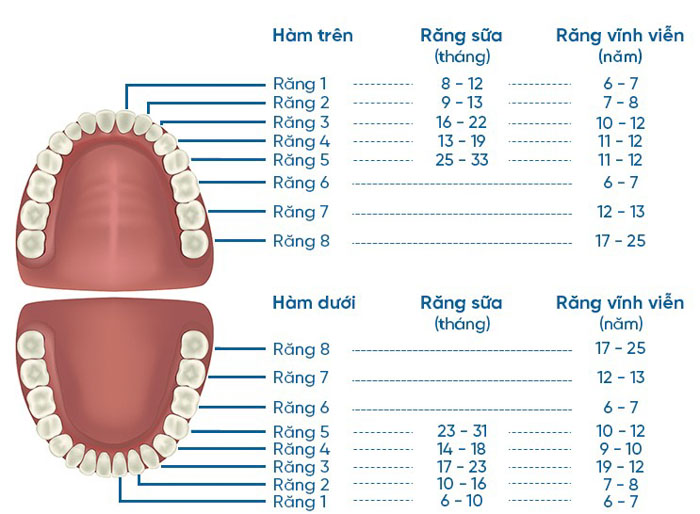 Hàm trên Răng sữa Răng vĩnh viễn
(tháng) (năm)
Răng 1 8 - 12 6 - 7
Răng 2 9 - 13 7 - 8
Răng 3 16 - 22 10 - 12
Răng 4 13 - 19 11 - 12
Răng 5 25 - 33 11 - 12
Răng 6 6 - 7
Răng 7 12 - 13
Răng 8 17 - 25
Hàm dưới Răng sữa Răng vĩnh viễn
(tháng) (năm)
Răng 8 17 - 25
Răng 7 12 - 13
Răng 6 6 - 7
Răng 5 23 - 31 10 - 12
Răng 4 14 - 18 9 - 10
Răng 3 17 - 23 19 - 12
Răng 2 10 - 16 7 - 8
Răng 1 6 - 10 6 - 7